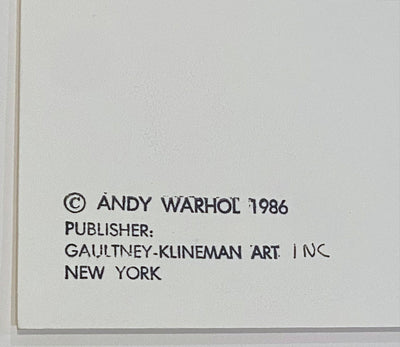 © ANDY WARHOL 1986
PUBLISHER:
GAULTNEY-KLINEMAN ART INC
NEW YORK